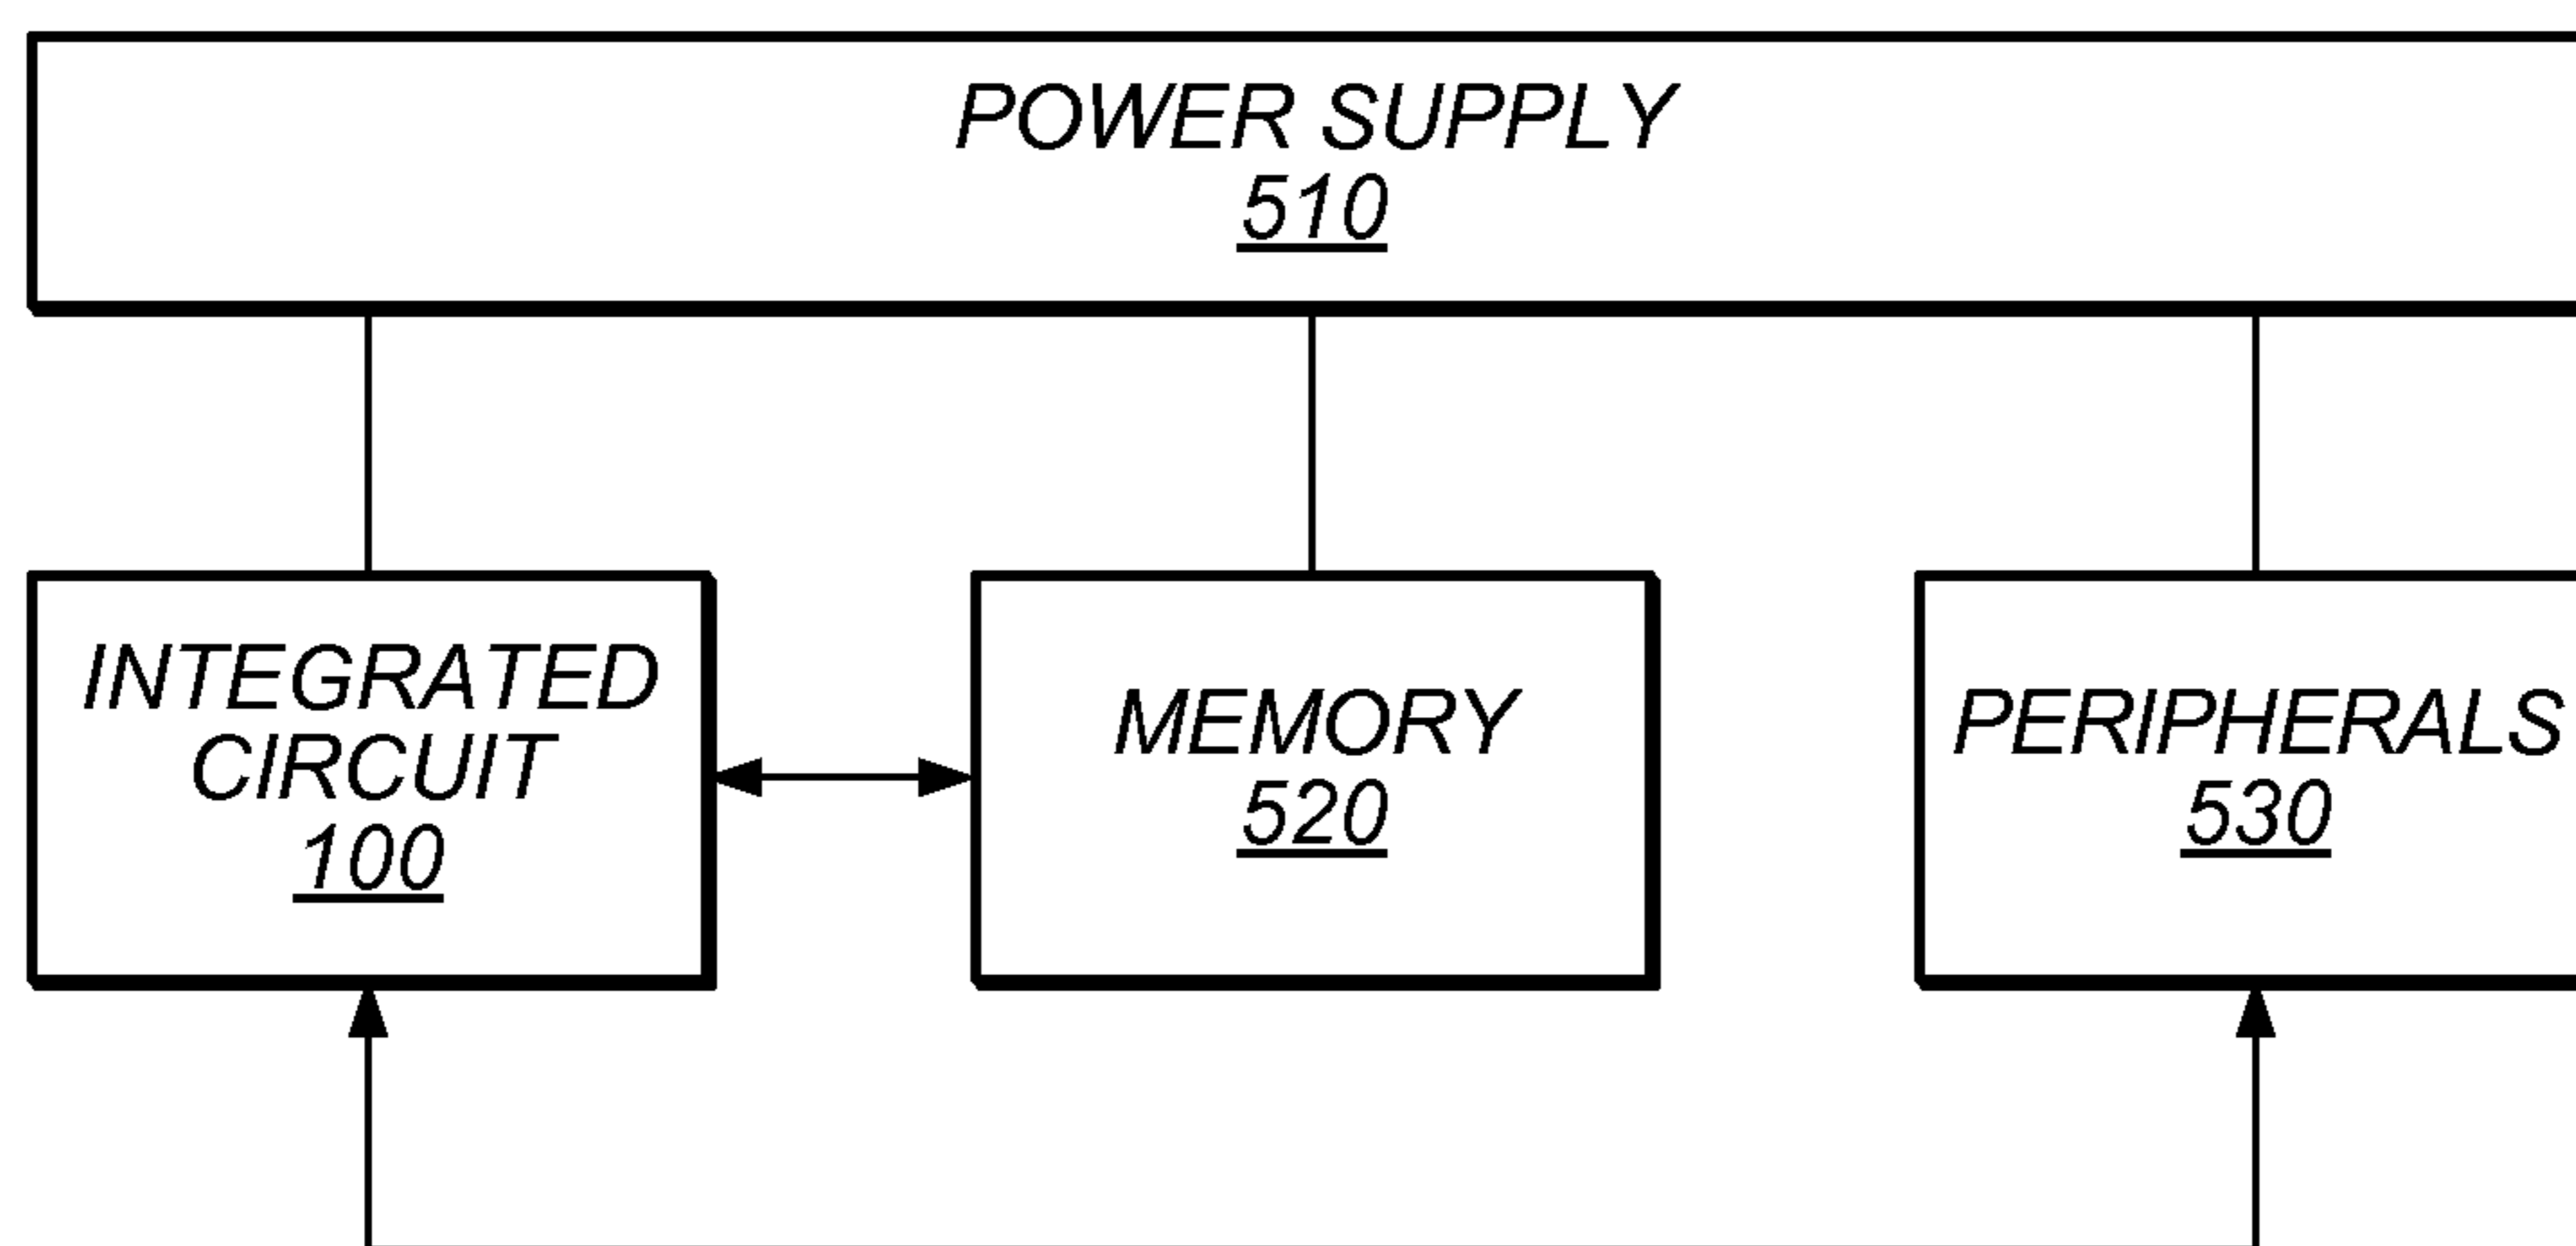 POWER SUPPLY
510
INTEGRATED
CIRCUIT
100
MEMORY
520
PERIPHERALS
530